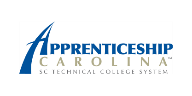 APPRENTICESHIP
CAROLINA™
SC TECHNICAL COLLEGE SYSTEM